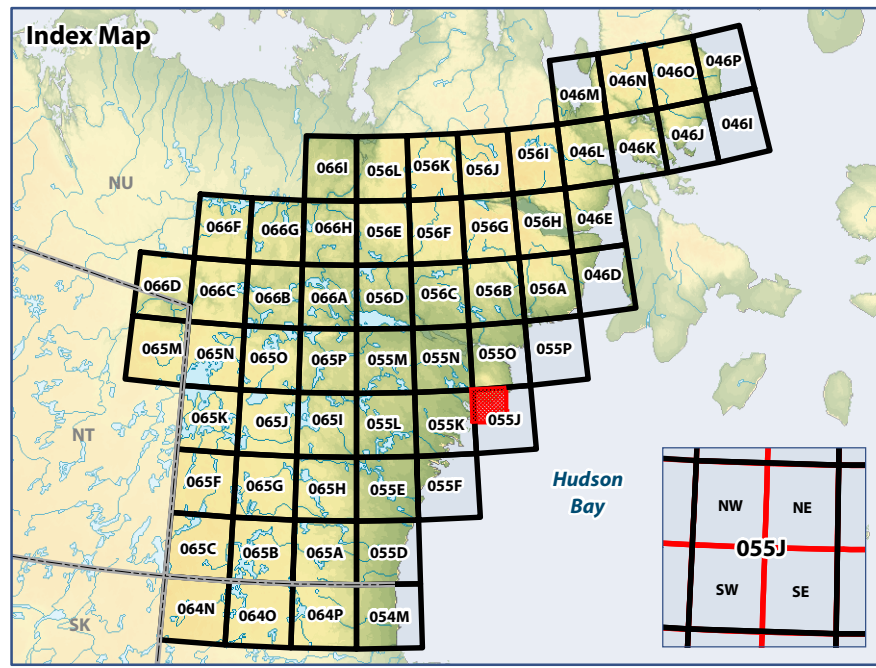 Index Map
046M
046N
046O
046P
066I
056L
056K
056J
056I
046L
046K
046J
046I
NU
066F
066G
066H
056E
056F
056G
056H
046E
066D
066C
066B
066A
056D
056C
056B
056A
046D
065M
065N
065O
065P
055M
055N
055O
055P
NT
065K
065J
065I
055L
055K
055J
065F
065G
065H
055E
055F
Hudson
Bay
065C
065B
065A
055D
SK
064N
064O
064P
054M
NW
NE
055J
SW
SE